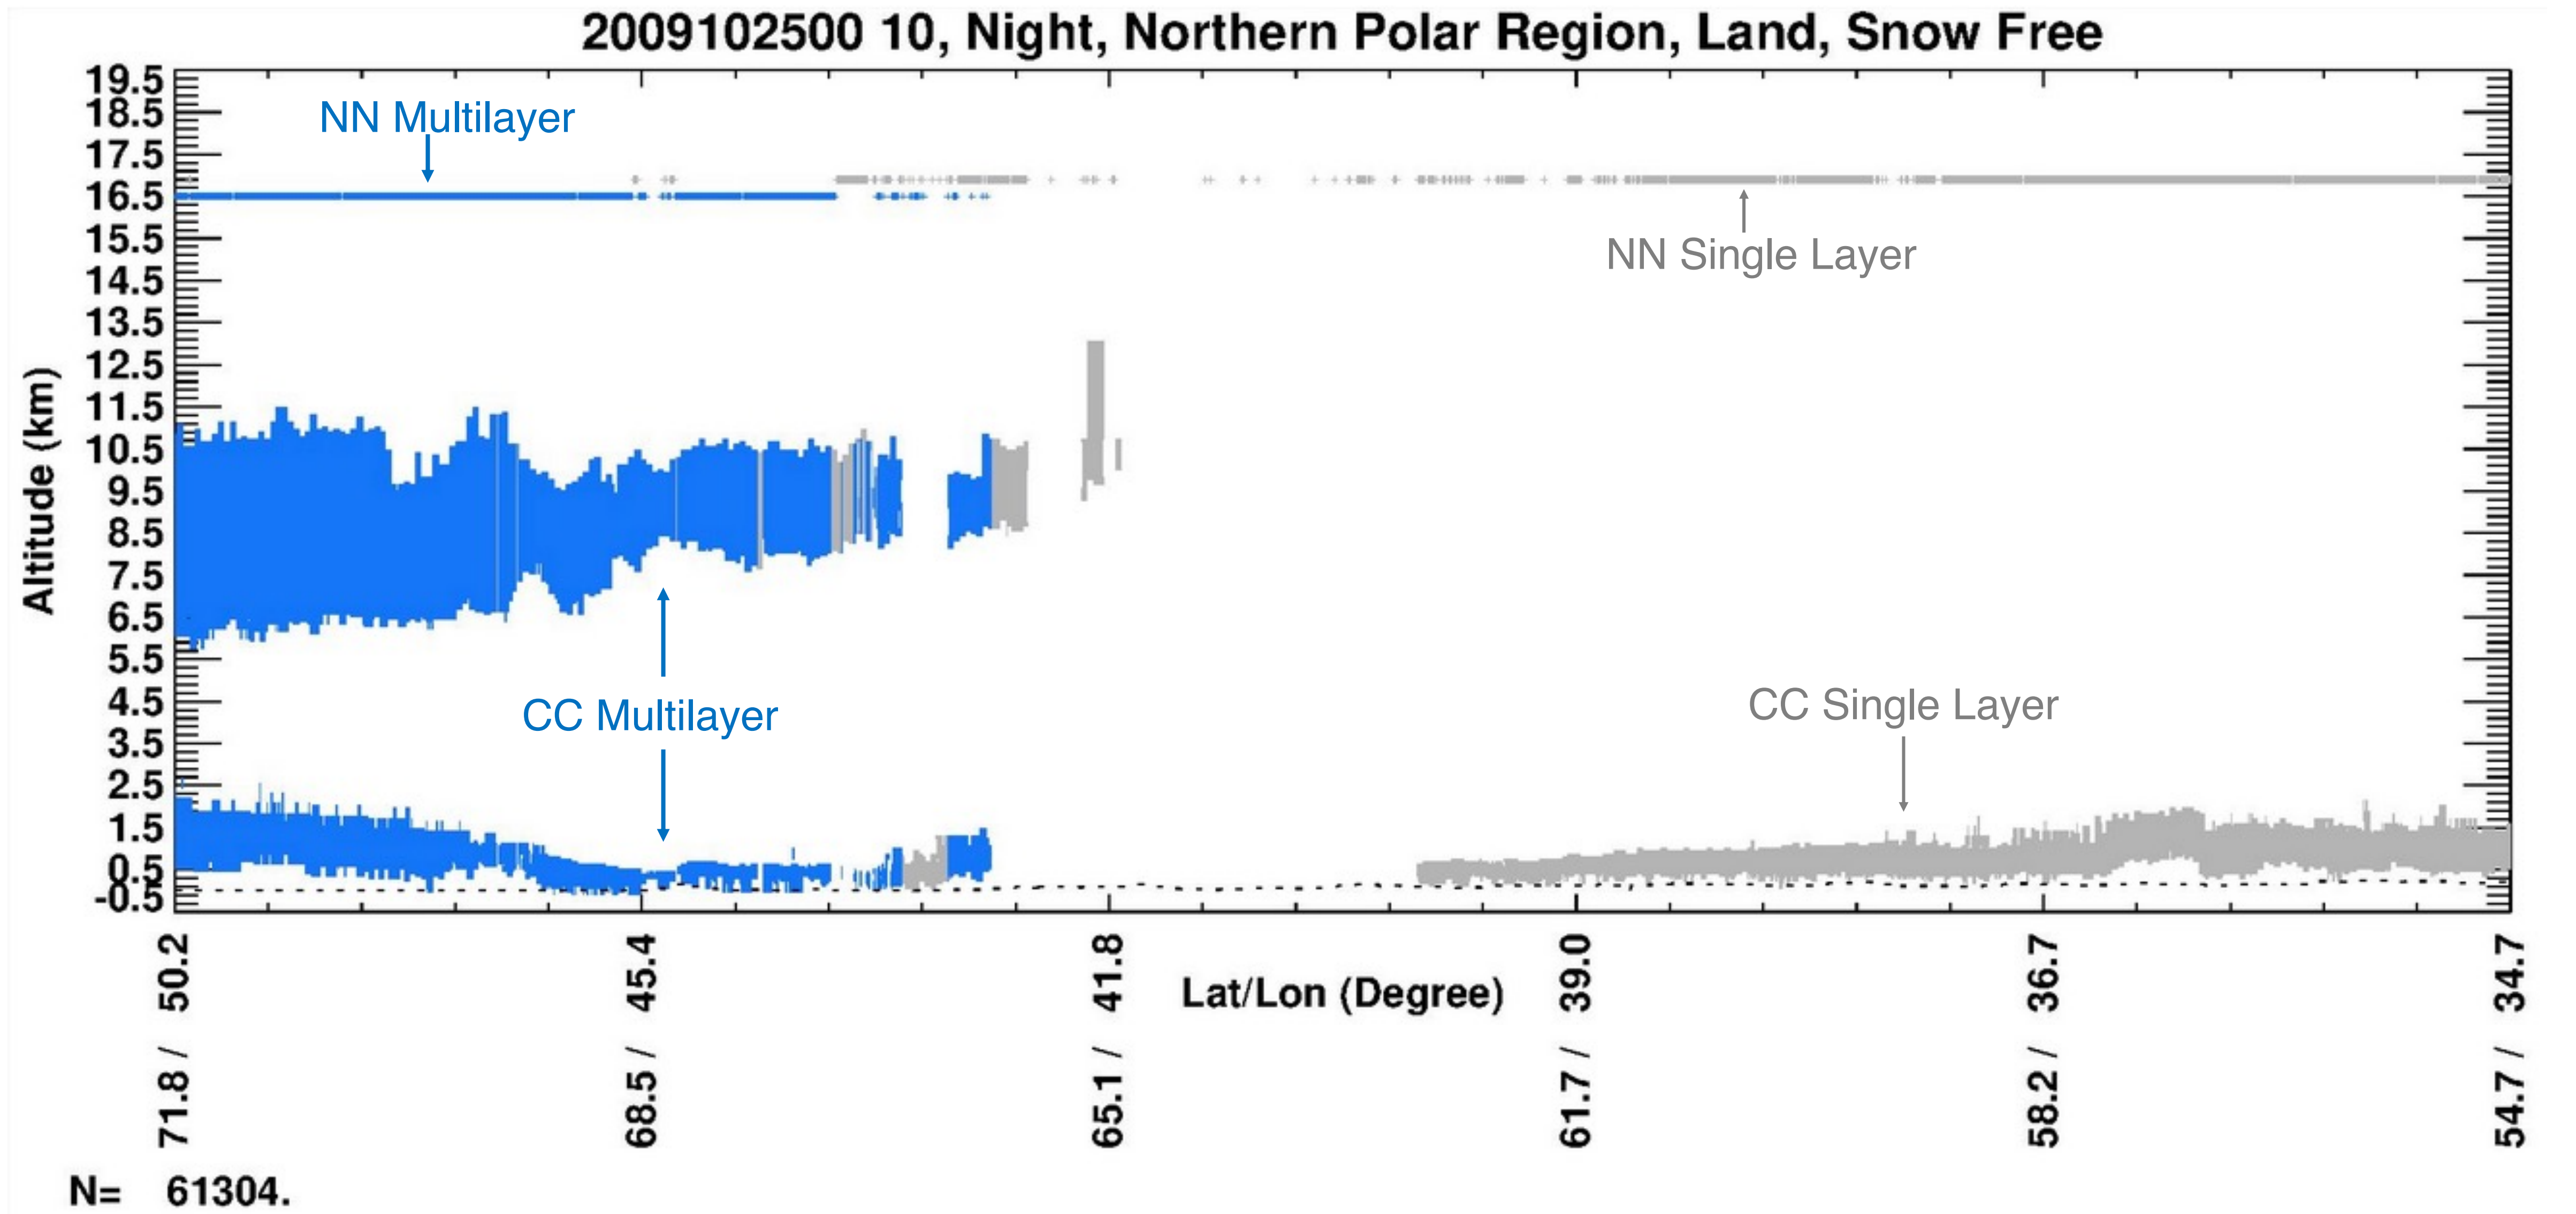 2009102500 10, Night, Northern Polar Region, Land, Snow Free
19.5
18.5
17.5
16.5
15.5
14.5
13.5
12.5
11.5
10.5
9.5
8.5
7.5
6.5
5.5
4.5
3.5
2.5
1.5
0.5
-0.5
Altitude (km)
NN Multilayer
NN Single Layer
CC Multilayer
CC Single Layer
71.8 / 50.2
68.5 / 45.4
65.1 / 41.8
61.7 / 39.0
58.2 / 36.7
54.7 / 34.7
Lat/Lon (Degree)
N= 61304.